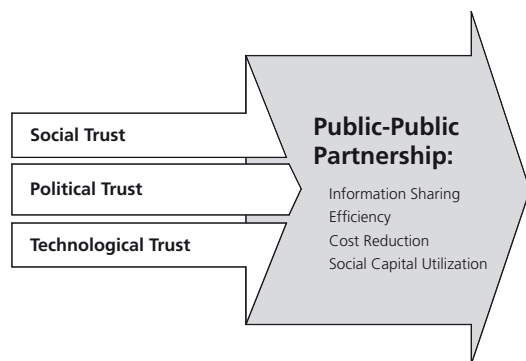 Social Trust
Political Trust
Technological Trust
Public-Public
Partnership:
Information Sharing
Efficiency
Cost Reduction
Social Capital Utilization